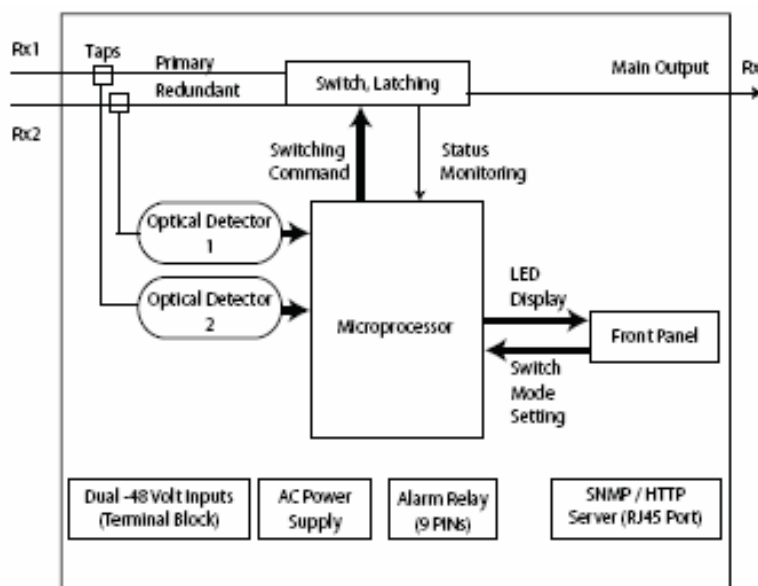 Rx1
Taps
Primary
Switch, Latching
Main Output
Rx
Redundant
Rx2
Switching
Command
Status
Monitoring
Optical Detector
1
Optical Detector
2
Microprocessor
LED
Display
Front Panel
Switch
Mode
Setting
Dual -48 Volt Inputs
(Terminal Block)
AC Power
Supply
Alarm Relay
(9 PINs)
SNMP / HTTP
Server (RJ45 Port)